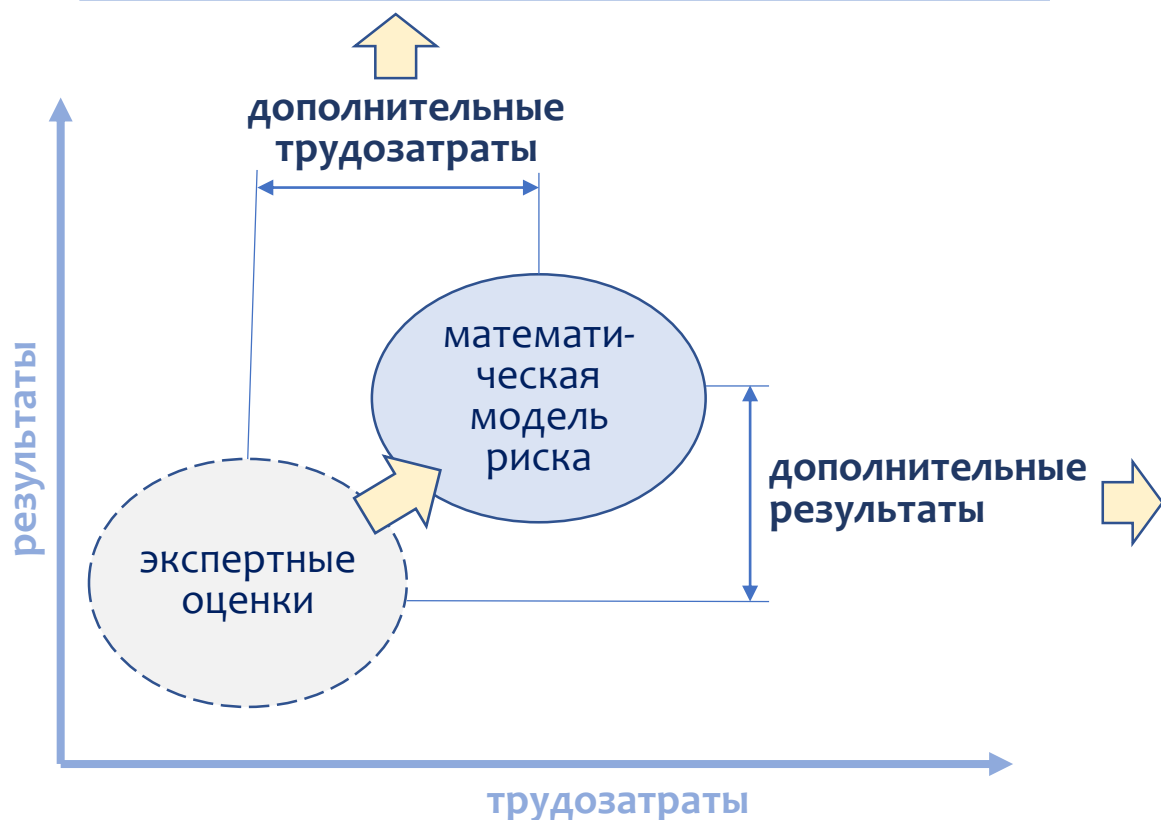 дополнительные
трудозатраты
результаты
математи-
ческая
модель
риска
дополнительные
результаты
экспертные
оценки
трудозатраты